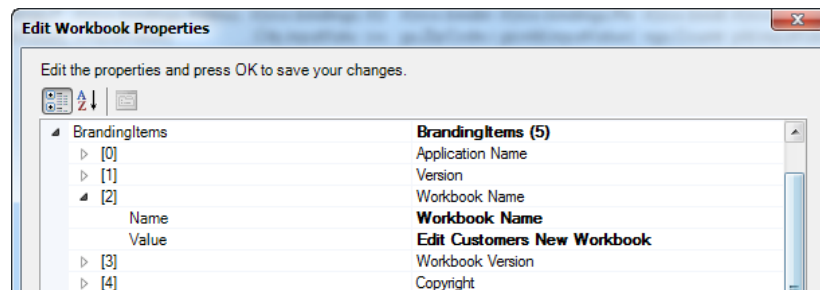 Edit Workbook Properties
Edit the properties and press OK to save your changes.
BrandingItems BrandingItems (5)
[0] Application Name
[1] Version
[2] Workbook Name
Name Workbook Name
Value Edit Customers New Workbook
[3] Workbook Version
[4] Copyright